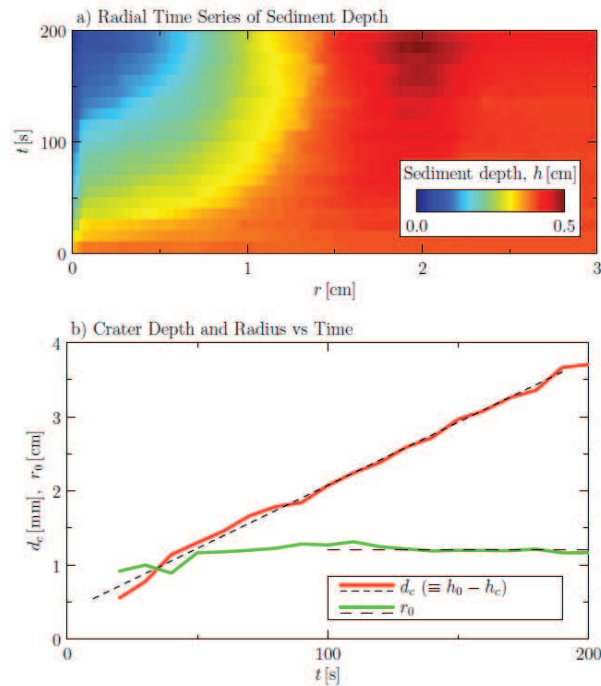 a) Radial Time Series of Sediment Depth
200
100
0
t [s]
Sediment depth, h [cm]
0.0 0.5
0 1 2 3
r [cm]
b) Crater Depth and Radius vs Time
4
3
2
1
0
d_c [mm], r_0 [cm]
d_c (≡ h_0 − h_c)
r_0
0 100 200
t [s]